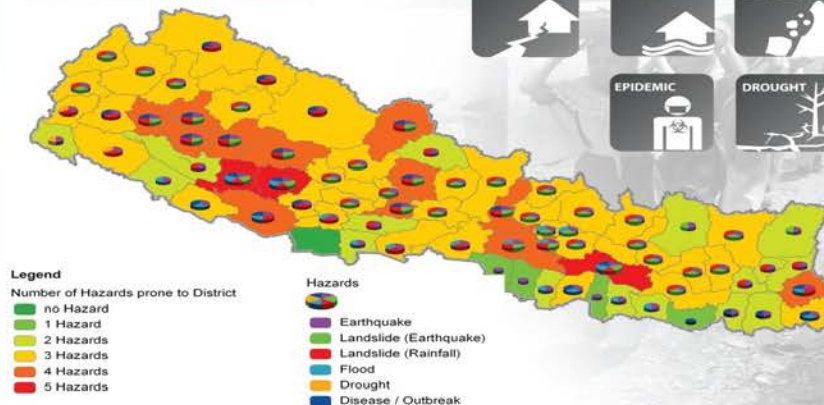 EPIDEMIC
DROUGHT
Legend
Number of Hazards prone to District
no Hazard
1 Hazard
2 Hazards
3 Hazards
4 Hazards
5 Hazards
Hazards
Earthquake
Landslide (Earthquake)
Landslide (Rainfall)
Flood
Drought
Disease / Outbreak